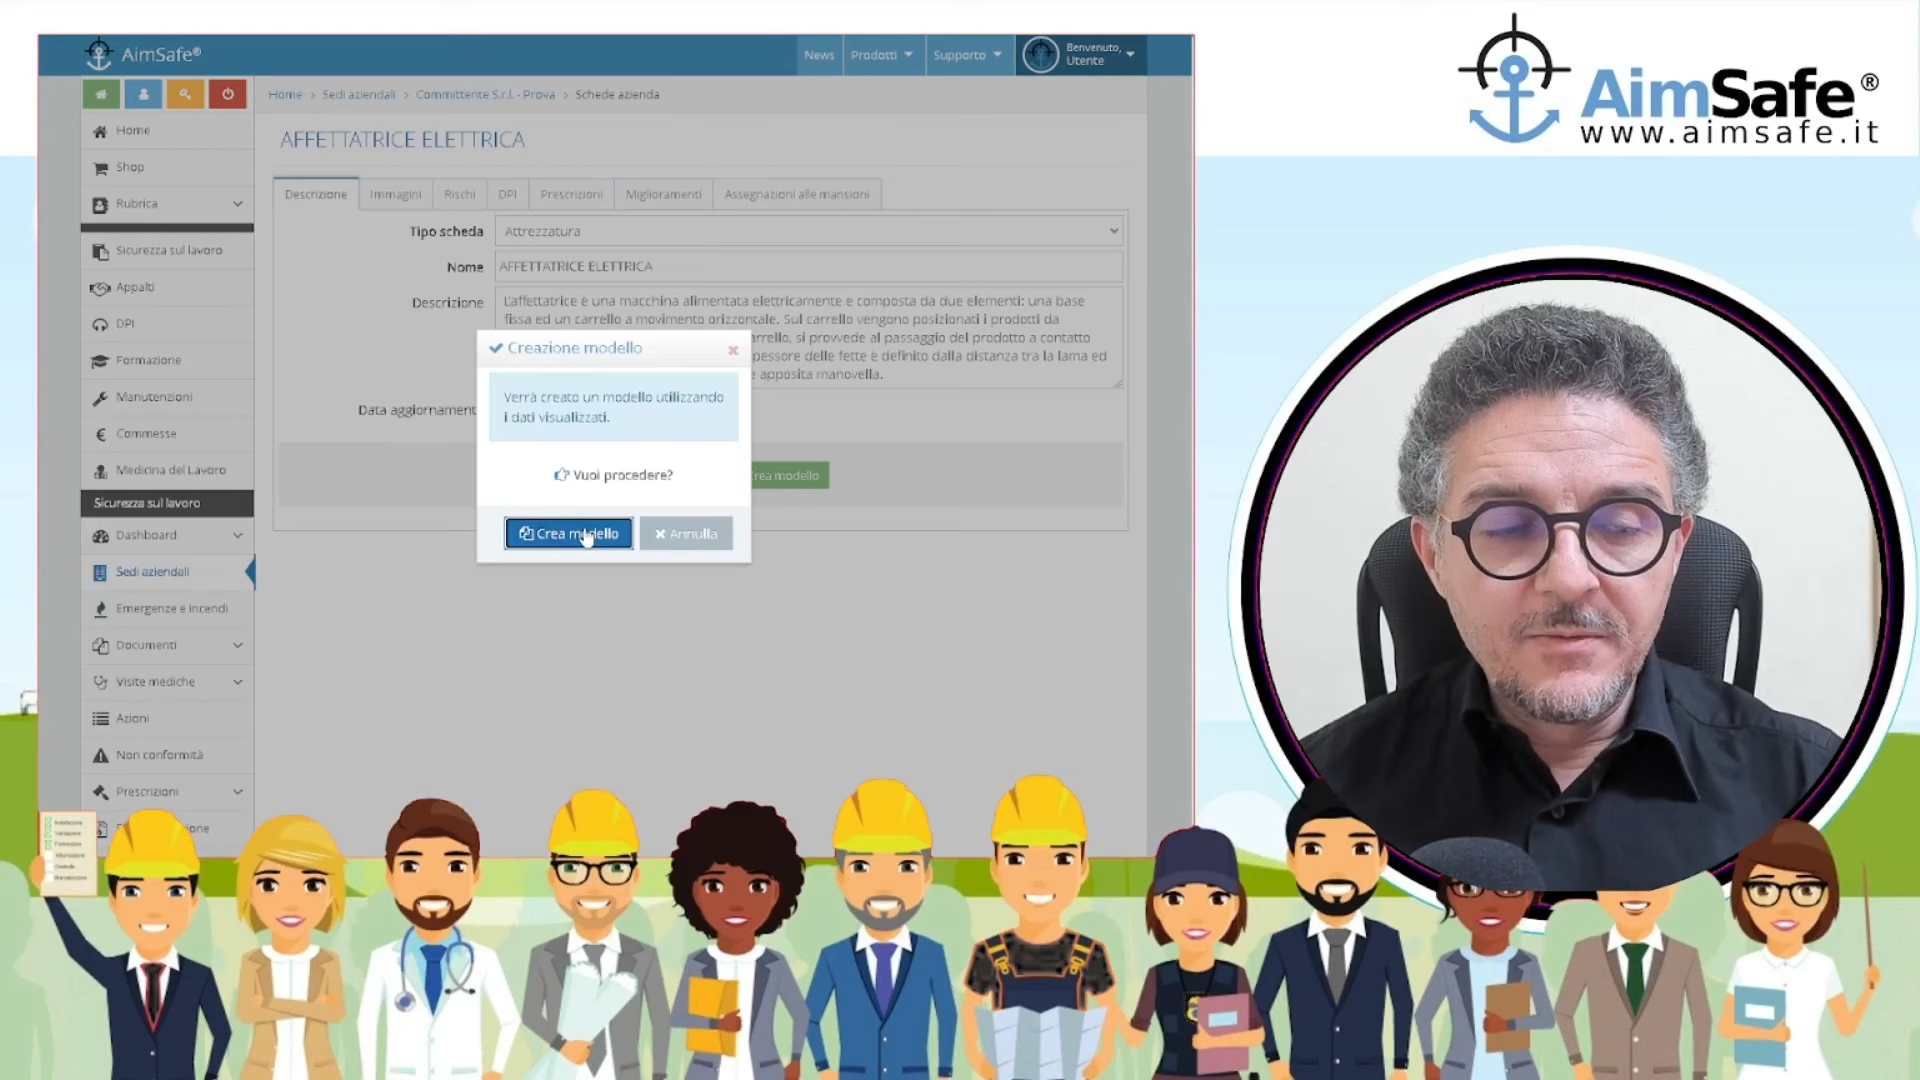 AimSafe®
News
Prodotti
Supporto
Benvenuto,
Utente
AimSafe®
www.aimsafe.it
Home > Sedi aziendali > Committente S.r.l. - Prova > Schede azienda
Home
Shop
Rubrica
Sicurezza sul lavoro
Appalti
DPI
Formazione
Manutenzioni
Commesse
Medicina del Lavoro
Sicurezza sul lavoro
Dashboard
Sedi aziendali
Emergenze e incendi
Documenti
Visite mediche
Azioni
Non conformità
Prescrizioni
AFFETTATRICE ELETTRICA
Descrizione
Immagini
Rischi
DPI
Prescrizioni
Miglioramenti
Assegnazioni alle mansioni
Tipo scheda
Attrezzatura
Nome
AFFETTATRICE ELETTRICA
Descrizione
L'affettatrice è una macchina alimentata elettricamente e composta da due elementi: una base
fissa ed un carrello a movimento orizzontale. Sul carrello vengono posizionati i prodotti da
rrello, si provvede al passaggio del prodotto a contatto
pessore delle fette è definito dalla distanza tra la lama ed
e apposita manovella.
Data aggiornament
rea modello
Creazione modello
Verrà creato un modello utilizzando
i dati visualizzati.
Vuoi procedere?
Crea modello
Annulla